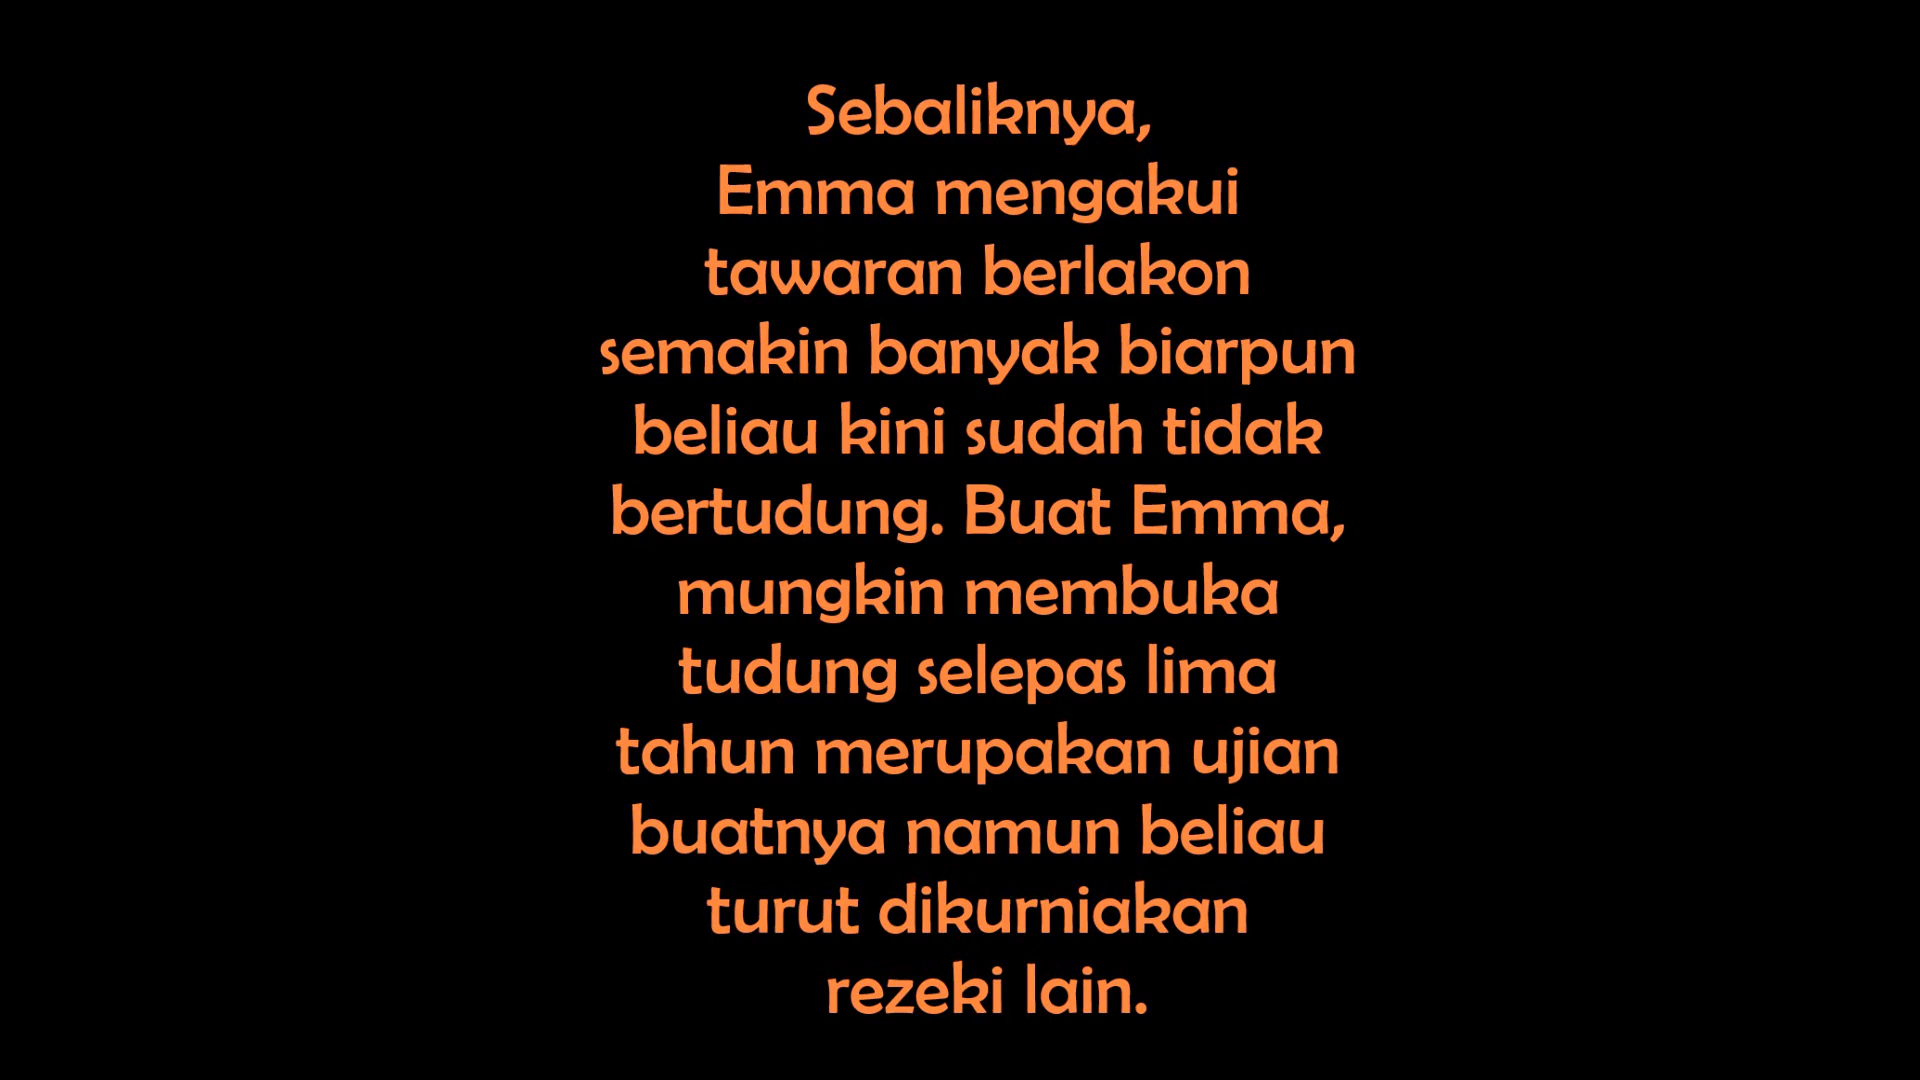 Sebaliknya,
Emma mengakui
tawaran berlakon
semakin banyak biarpun
beliau kini sudah tidak
bertudung. Buat Emma,
mungkin membuka
tudung selepas lima
tahun merupakan ujian
buatnya namun beliau
turut dikurniakan
rezeki lain.